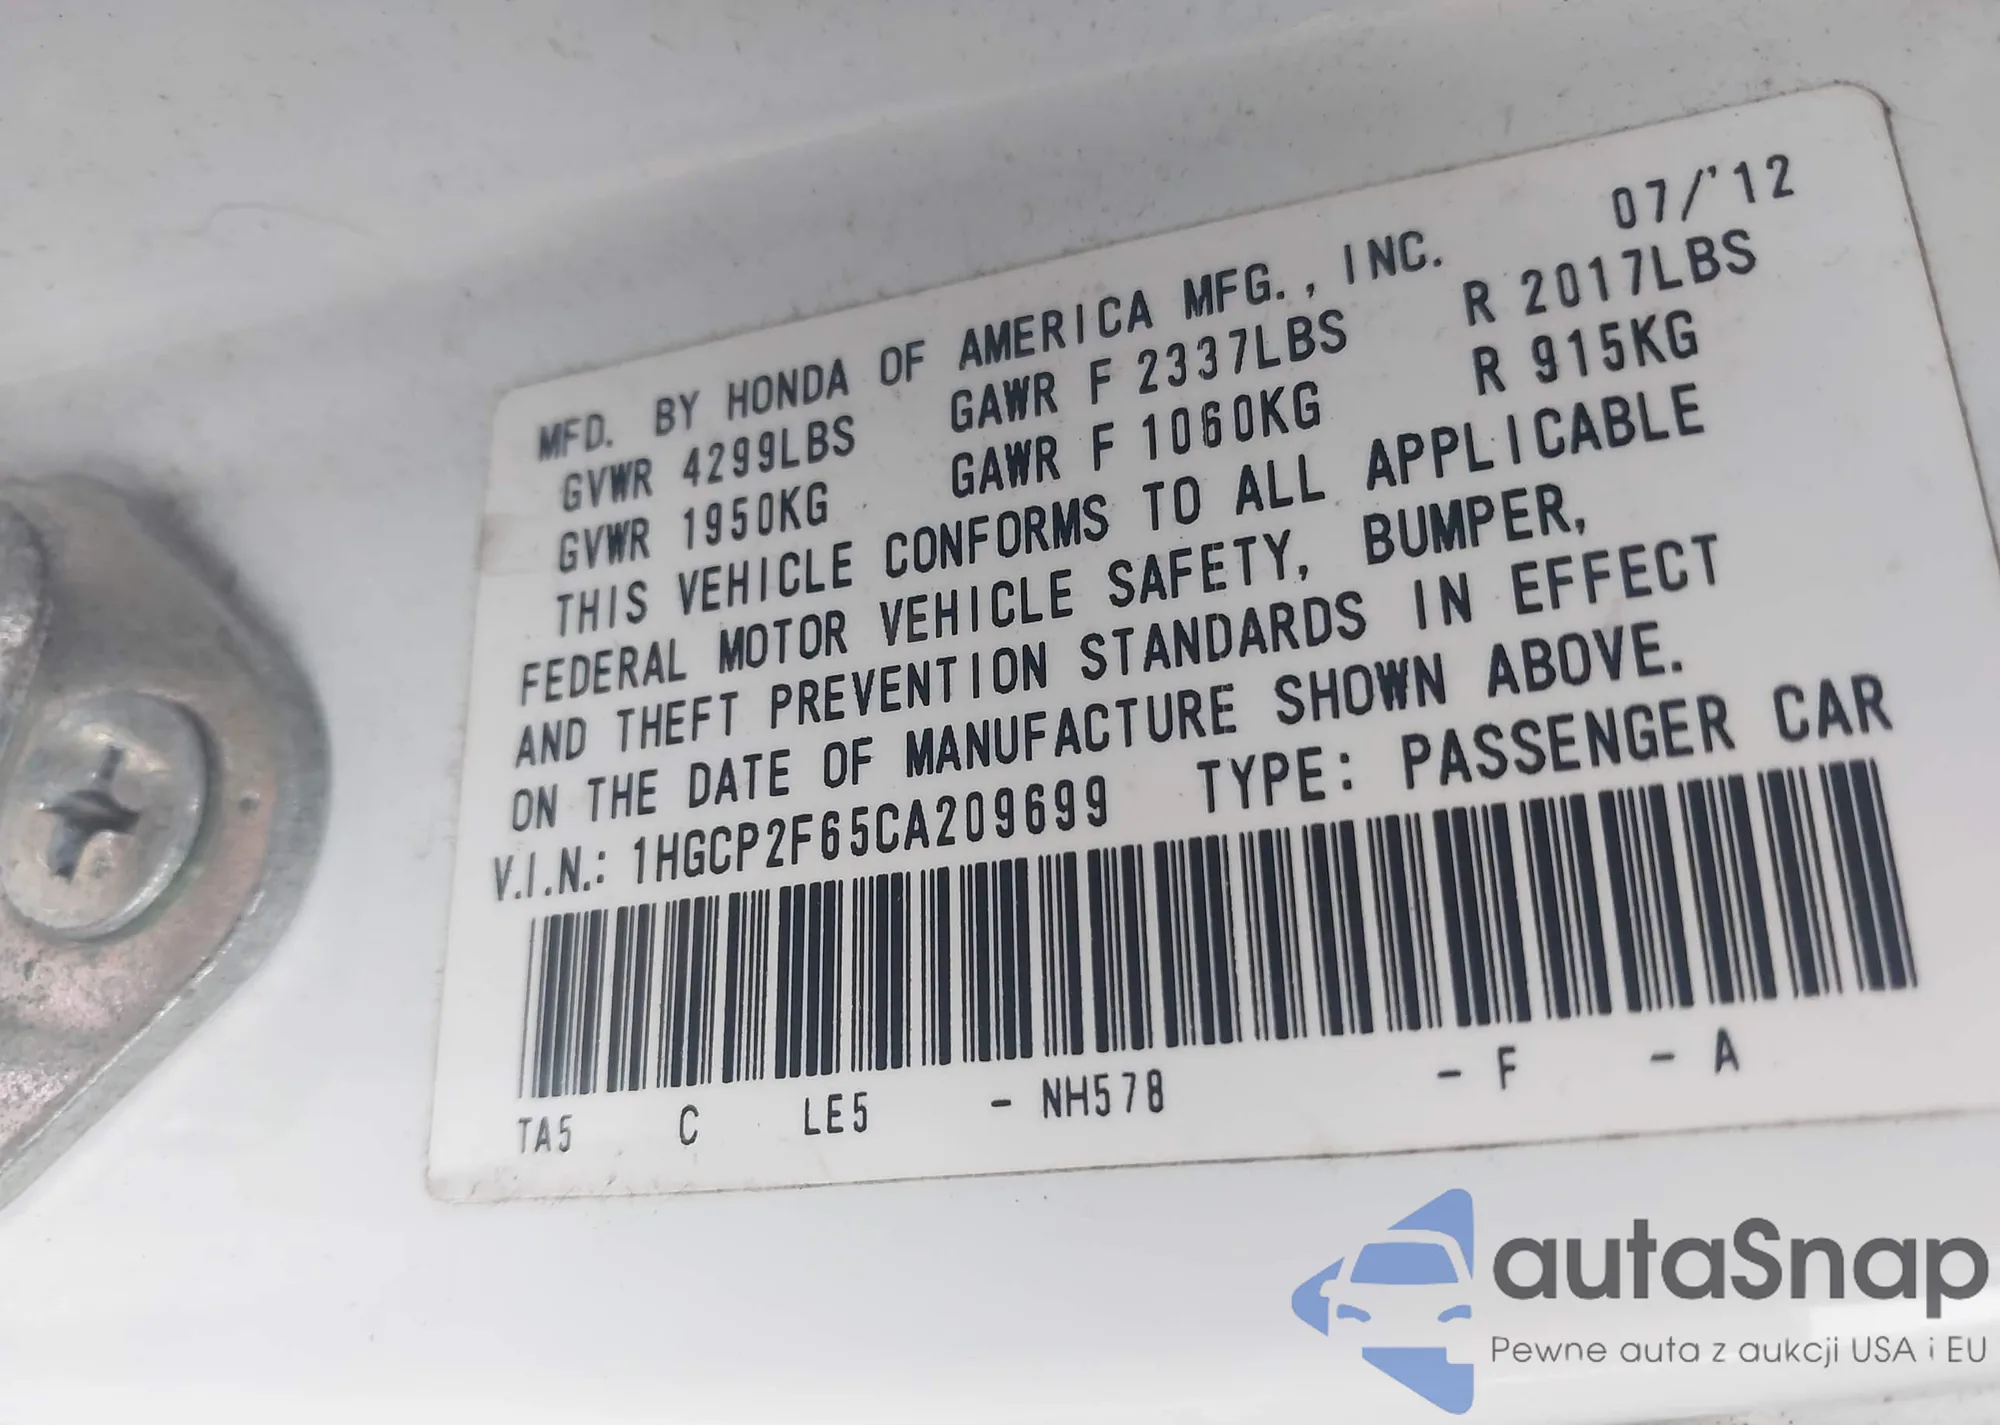 07/'12
MFD. BY HONDA OF AMERICA MFG., INC.
GVWR 4299LBS GAWR F 2337LBS R 2017LBS
GVWR 1950KG GAWR F 1060KG R 915KG
THIS VEHICLE CONFORMS TO ALL APPLICABLE
FEDERAL MOTOR VEHICLE SAFETY, BUMPER,
AND THEFT PREVENTION STANDARDS IN EFFECT
ON THE DATE OF MANUFACTURE SHOWN ABOVE.
V.I.N.: 1HGCP2F65CA209699 TYPE: PASSENGER CAR
TA5 C LE5 - NH578 - F - A
autaSnap
Pewne auta z aukcji USA i EU